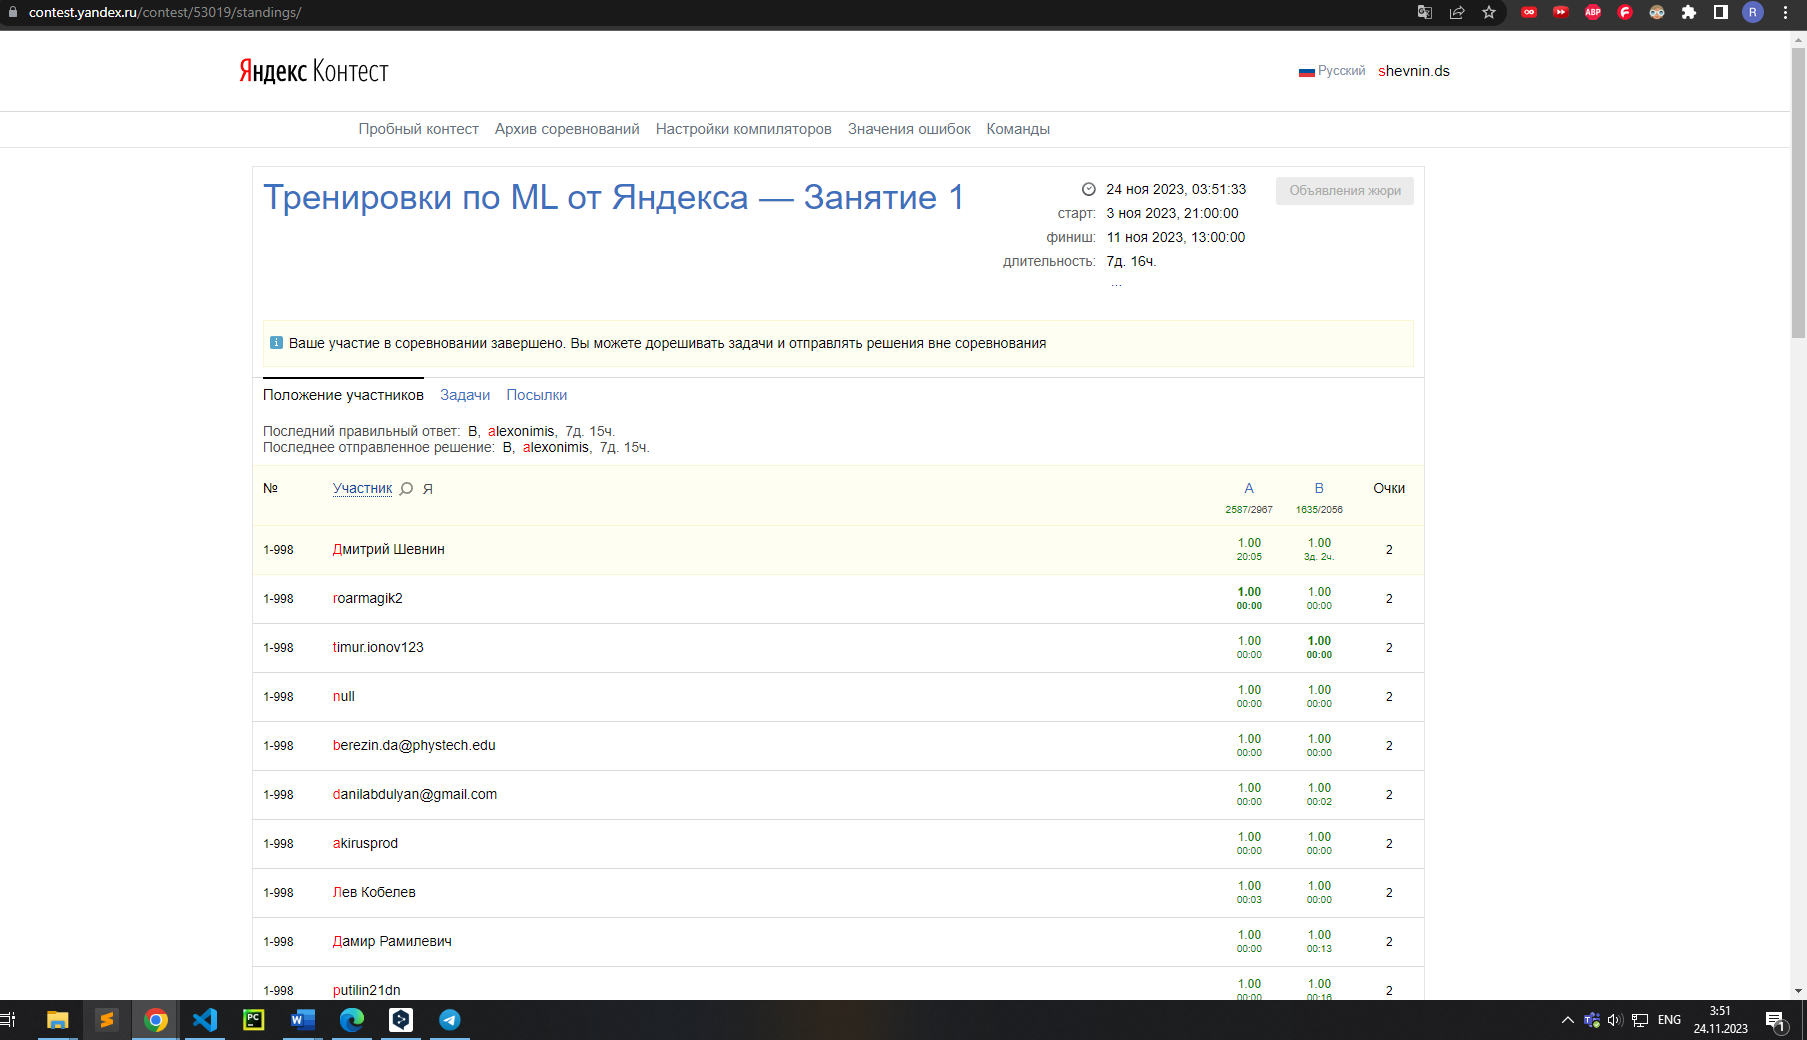 contest.yandex.ru/contest/53019/standings/
ABP
R
Яндекс Контест
Русский shevnin.ds
Пробный контест Архив соревнований Настройки компиляторов Значения ошибок Команды
Тренировки по ML от Яндекса — Занятие 1
24 ноя 2023, 03:51:33
Объявления жюри
старт: 3 ноя 2023, 21:00:00
финиш: 11 ноя 2023, 13:00:00
длительность: 7д. 16ч.
...
Ваше участие в соревновании завершено. Вы можете дорешивать задачи и отправлять решения вне соревнования
Положение участников Задачи Посылки
Последний правильный ответ: B, alexonimis, 7д. 15ч.
Последнее отправленное решение: B, alexonimis, 7д. 15ч.
№ Участник Я A B Очки
2587/2967 1635/2056
1-998 Дмитрий Шевнин 1.00 1.00 2
20:05 3д. 2ч.
1-998 roarmagik2 1.00 1.00 2
00:00 00:00
1-998 timur.ionov123 1.00 1.00 2
00:00 00:00
1-998 null 1.00 1.00 2
00:00 00:00
1-998 berezin.da@phystech.edu 1.00 1.00 2
00:00 00:00
1-998 danilabdulyan@gmail.com 1.00 1.00 2
00:00 00:02
1-998 akirusprod 1.00 1.00 2
00:00 00:00
1-998 Лев Кобелев 1.00 1.00 2
00:03 00:00
1-998 Дамир Рамилевич 1.00 1.00 2
00:00 00:13
1-998 putilin21dn 1.00 1.00 2
00:00 00:16
PC
W
ENG
3:51
24.11.2023
1